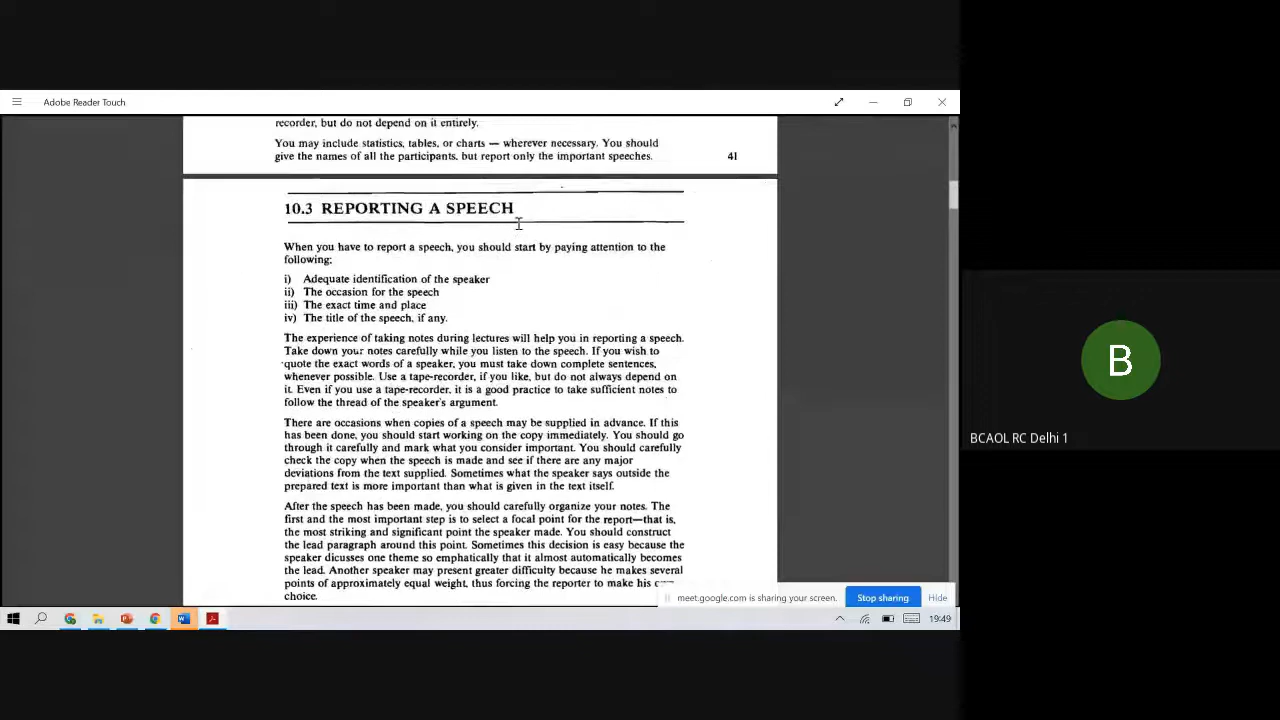 Adobe Reader Touch
recorder, but do not depend on it entirely.
You may include statistics, tables, or charts — wherever necessary. You should
give the names of all the participants, but report only the important speeches.
41
10.3 REPORTING A SPEECH
When you have to report a speech, you should start by paying attention to the
following:
i) Adequate identification of the speaker
ii) The occasion for the speech
iii) The exact time and place
iv) The title of the speech, if any.
The experience of taking notes during lectures will help you in reporting a speech.
Take down your notes carefully while you listen to the speech. If you wish to
quote the exact words of a speaker, you must take down complete sentences,
whenever possible. Use a tape-recorder, if you like, but do not always depend on
it. Even if you use a tape-recorder, it is a good practice to take sufficient notes to
follow the thread of the speaker's argument.
There are occasions when copies of a speech may be supplied in advance. If this
has been done, you should start working on the copy immediately. You should go
through it carefully and mark what you consider important. You should carefully
check the copy when the speech is made and see if there are any major
deviations from the text supplied. Sometimes what the speaker says outside the
prepared text is more important than what is given in the text itself.
After the speech has been made, you should carefully organize your notes. The
first and the most important step is to select a focal point for the report—that is,
the most striking and significant point the speaker made. You should construct
the lead paragraph around this point. Sometimes this decision is easy because the
speaker dicusses one theme so emphatically that it almost automatically becomes
the lead. Another speaker may present greater difficulty because he makes several
points of approximately equal weight, thus forcing the reporter to make his
choice.
meet.google.com is sharing your screen.
Stop sharing
Hide
19:49
B
BCAOL RC Delhi 1